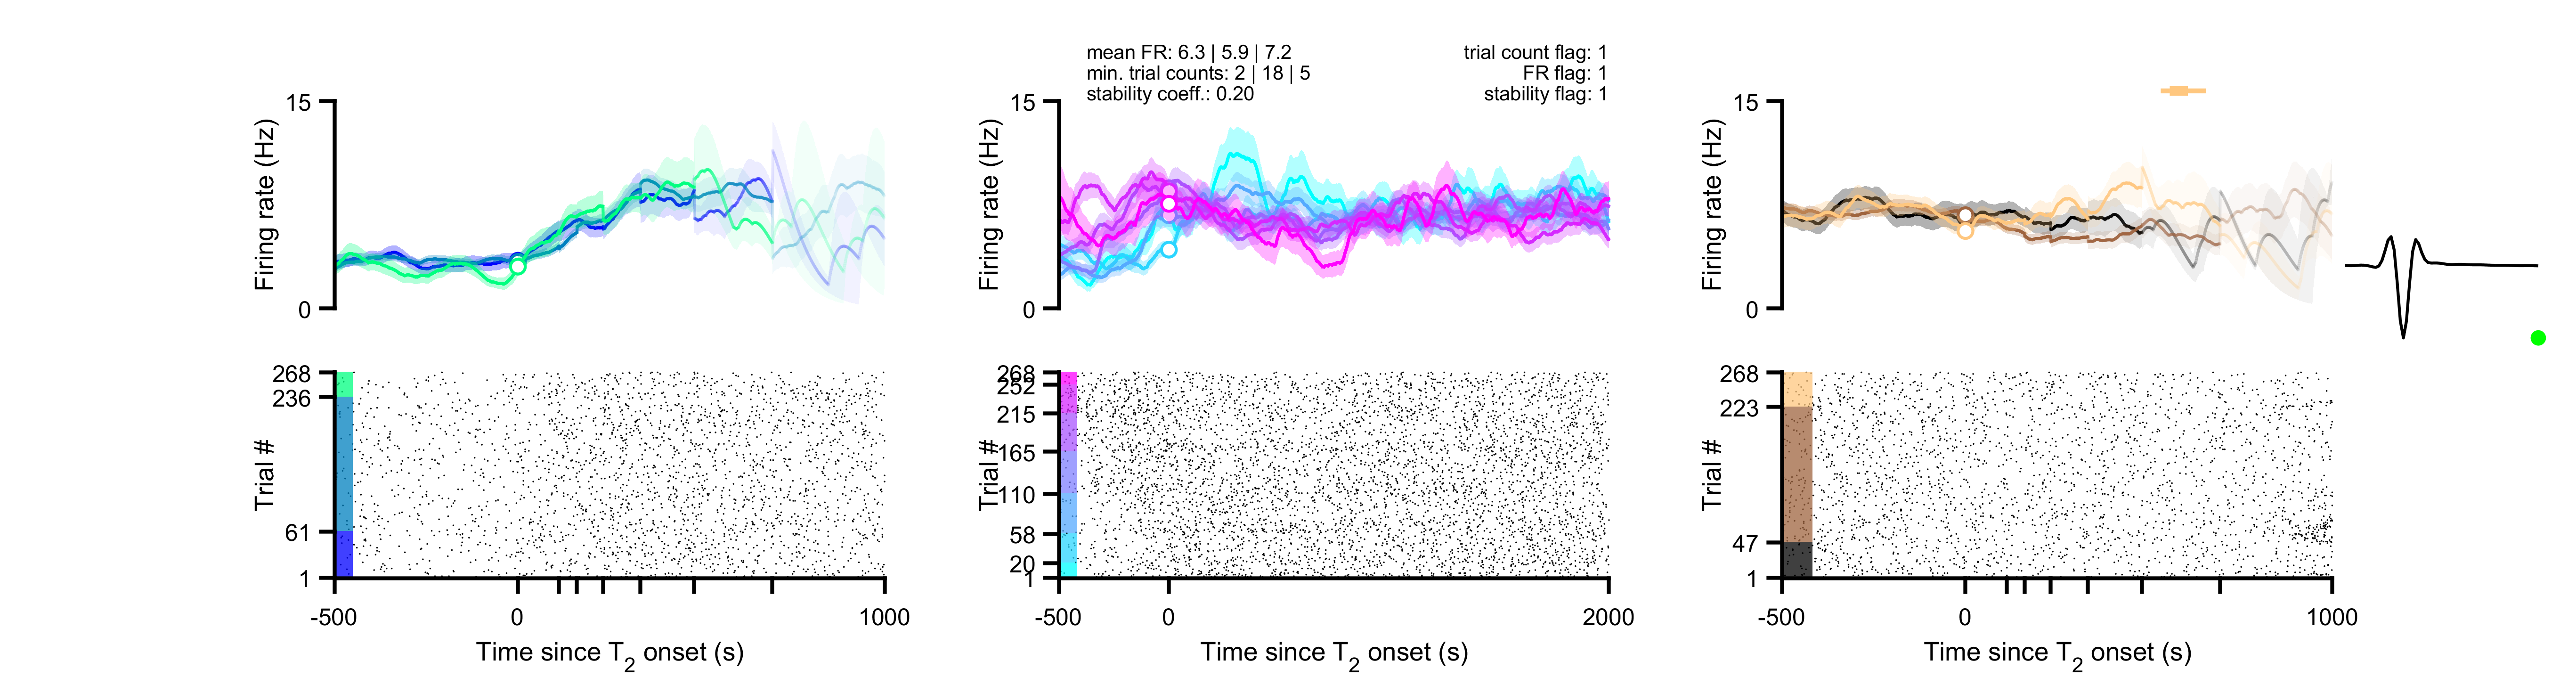 mean FR: 6.3 | 5.9 | 7.2
min. trial counts: 2 | 18 | 5
stability coeff.: 0.20
trial count flag: 1
FR flag: 1
stability flag: 1
15
Firing rate (Hz)
0
15
Firing rate (Hz)
0
15
Firing rate (Hz)
0
268
236
Trial #
61
1
-500
0
1000
Time since T2 onset (s)
268
252
215
165
Trial #
110
58
20
1
-500
0
2000
Time since T2 onset (s)
268
223
Trial #
47
1
-500
0
1000
Time since T2 onset (s)